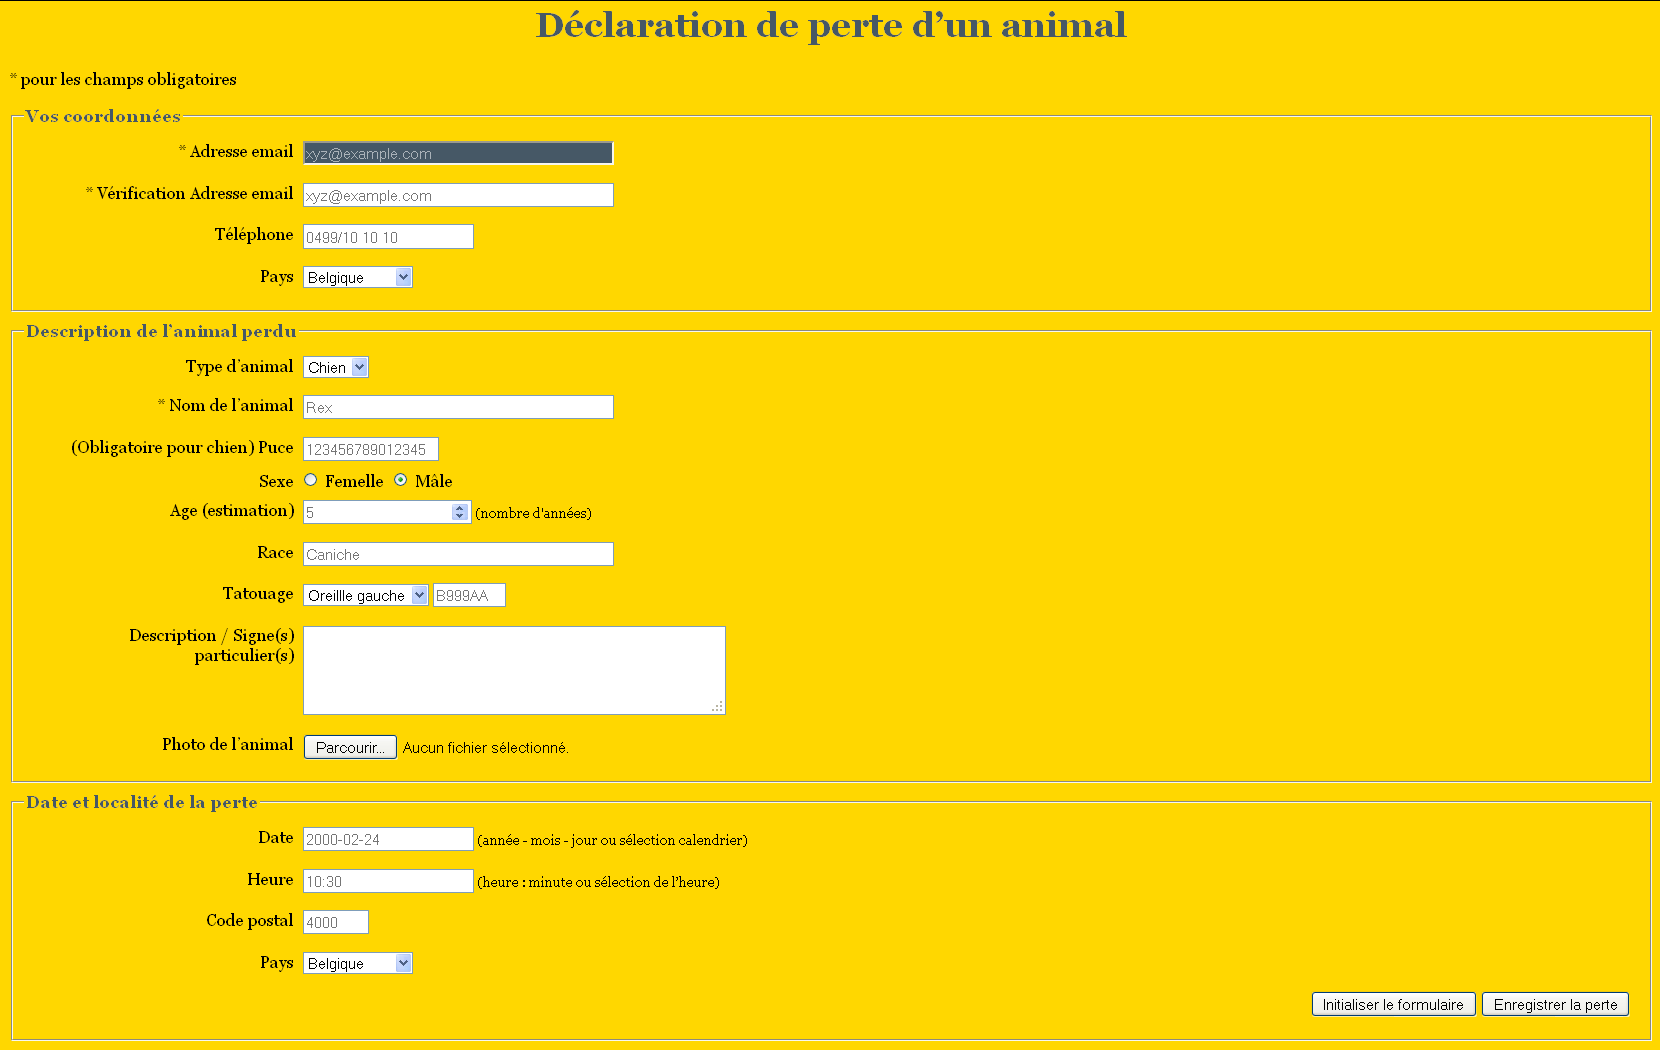 Déclaration de perte d'un animal
* pour les champs obligatoires
Vos coordonnées
* Adresse email xyz@example.com
* Vérification Adresse email xyz@example.com
Téléphone 0499/10 10 10
Pays Belgique
Description de l'animal perdu
Type d'animal Chien
* Nom de l'animal Rex
(Obligatoire pour chien) Puce 123456789012345
Sexe Femelle Mâle
Age (estimation) 5 (nombre d'années)
Race Caniche
Tatouage Oreillle gauche B999AA
Description / Signe(s)
particulier(s)
Photo de l'animal Parcourir... Aucun fichier sélectionné.
Date et localité de la perte
Date 2000-02-24 (année - mois - jour ou sélection calendrier)
Heure 10:30 (heure : minute ou sélection de l'heure)
Code postal 4000
Pays Belgique
Initialiser le formulaire Enregistrer la perte